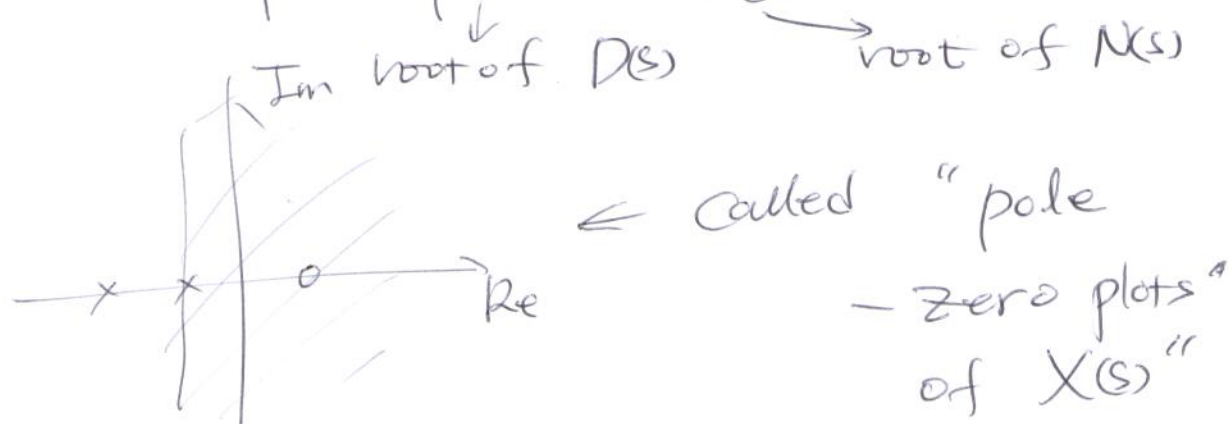 root of D(s) root of N(s)
Im
← Called "pole
Re
- zero plots"
of X(s)"